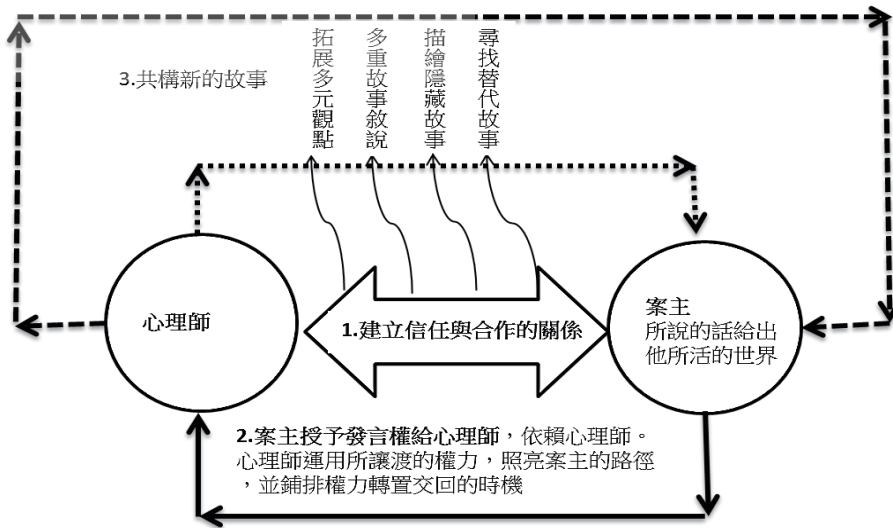 3.共構新的故事
拓展多元觀點
多重故事敘說
描繪隱藏故事
尋找替代故事
心理師
1.建立信任與合作的關係
案主
所說的話給出
他所活的世界
2.案主授予發言權給心理師，依賴心理師。
心理師運用所讓渡的權力，照亮案主的路徑
，並鋪排權力轉置交回的時機